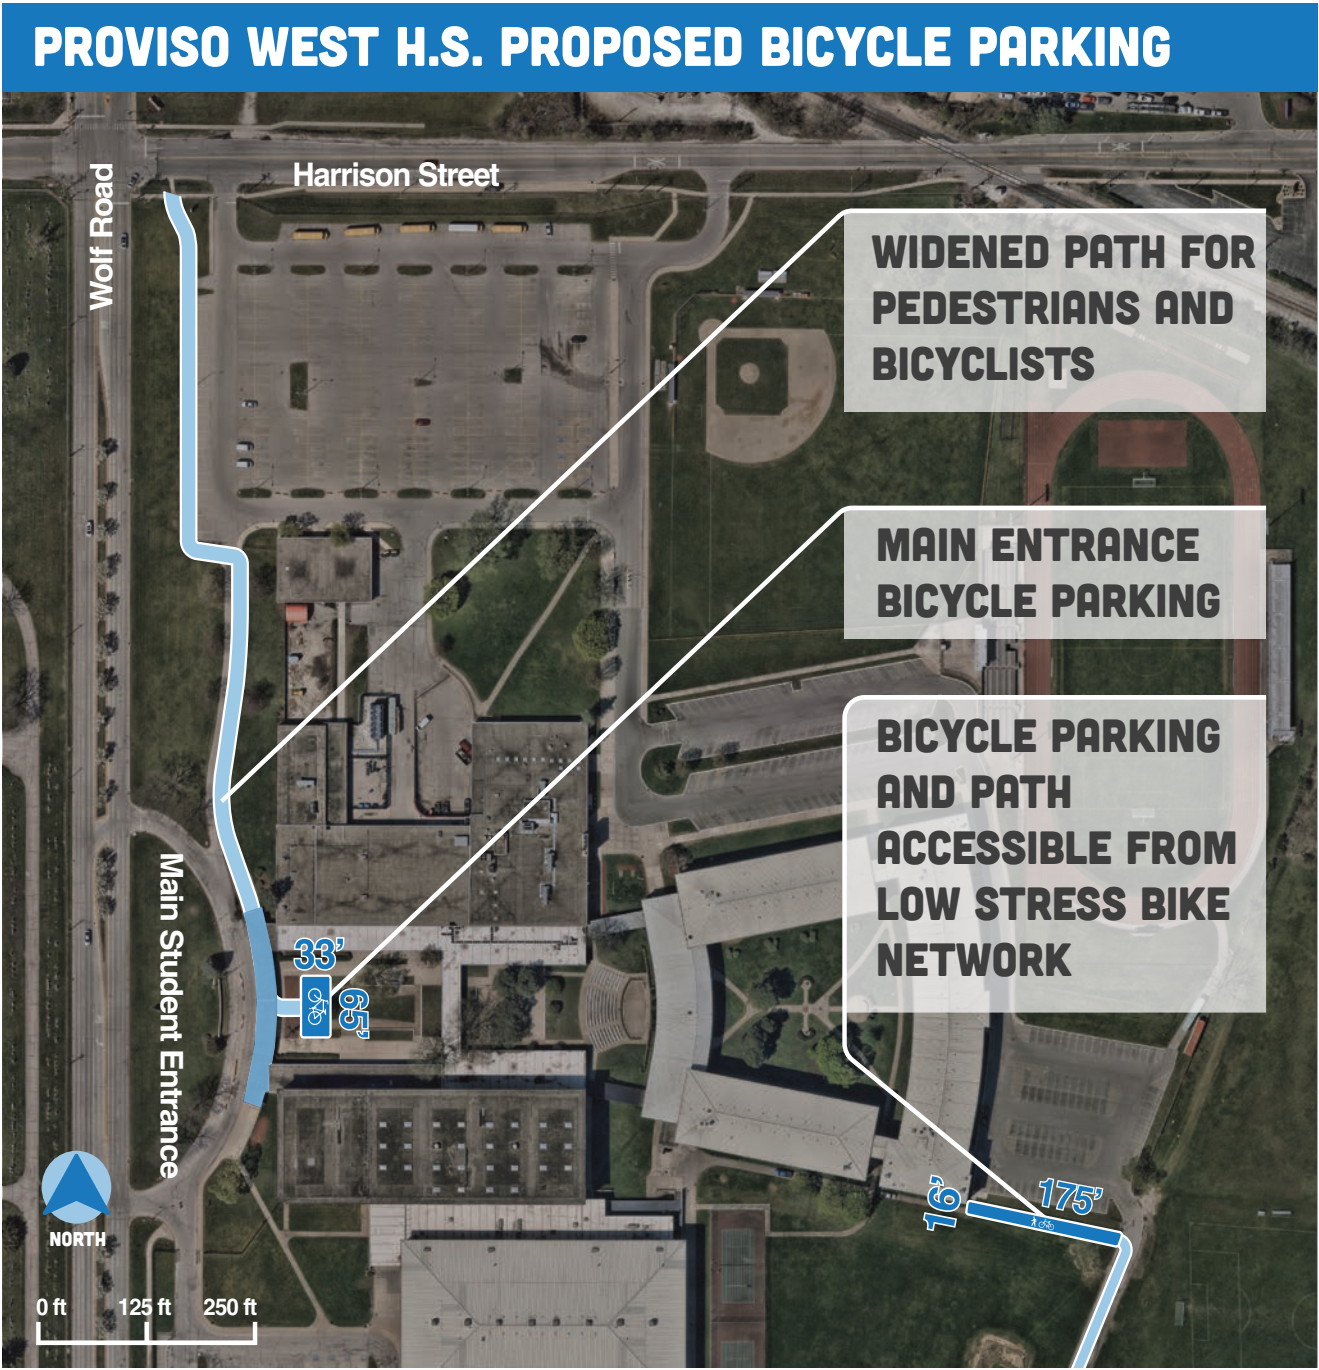 PROVISO WEST H.S. PROPOSED BICYCLE PARKING
Harrison Street
Wolf Road
WIDENED PATH FOR
PEDESTRIANS AND
BICYCLISTS
MAIN ENTRANCE
BICYCLE PARKING
BICYCLE PARKING
AND PATH
ACCESSIBLE FROM
LOW STRESS BIKE
NETWORK
Main Student Entrance
33'
65'
16'
175'
NORTH
0 ft 125 ft 250 ft